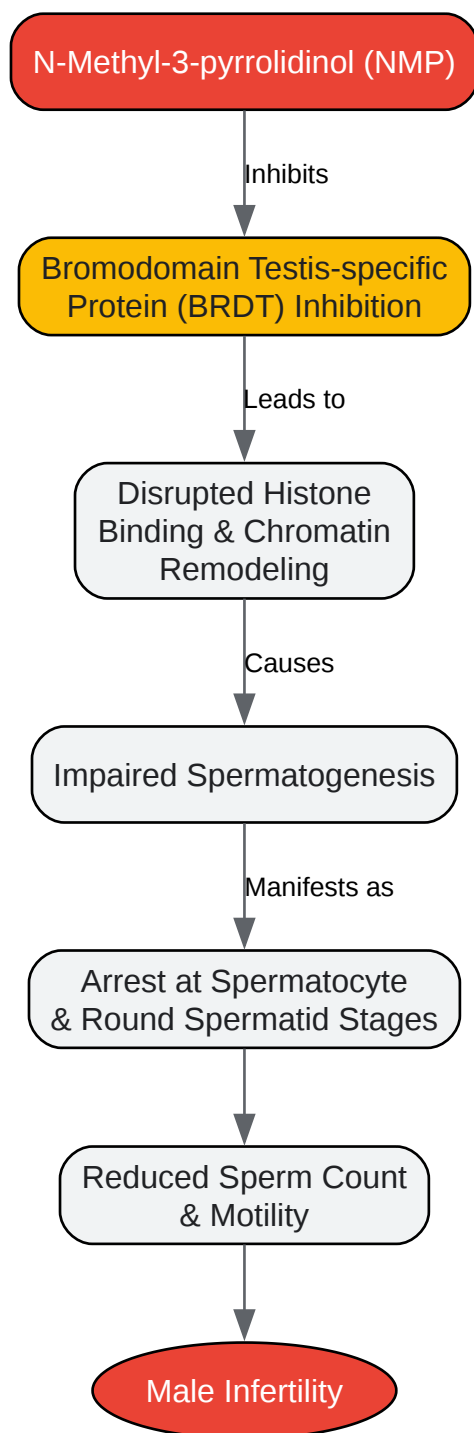 N-Methyl-3-pyrrolidinol (NMP)
Inhibits
Bromodomain Testis-specific
Protein (BRDT) Inhibition
Leads to
Disrupted Histone
Binding & Chromatin
Remodeling
Causes
Impaired Spermatogenesis
Manifests as
Arrest at Spermatocyte
& Round Spermatid Stages
Reduced Sperm Count
& Motility
Male Infertility